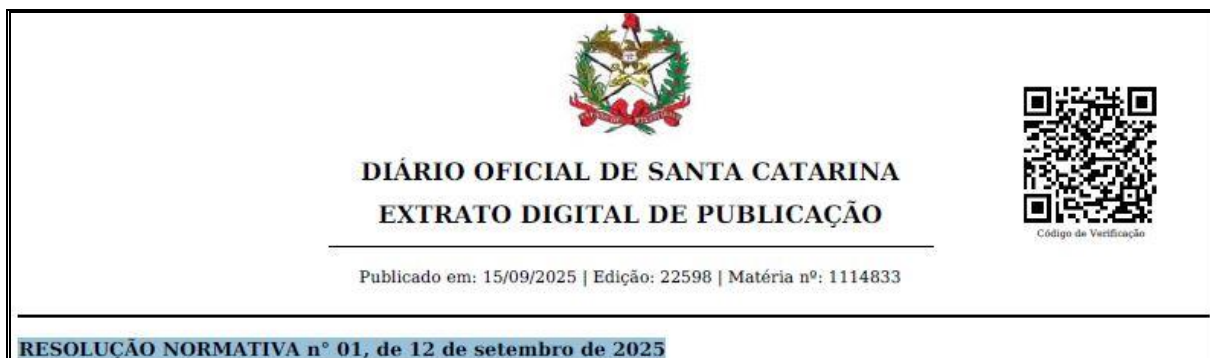 DIÁRIO OFICIAL DE SANTA CATARINA
EXTRATO DIGITAL DE PUBLICAÇÃO
Código de Verificação
Publicado em: 15/09/2025 | Edição: 22598 | Matéria nº: 1114833
RESOLUÇÃO NORMATIVA n° 01, de 12 de setembro de 2025